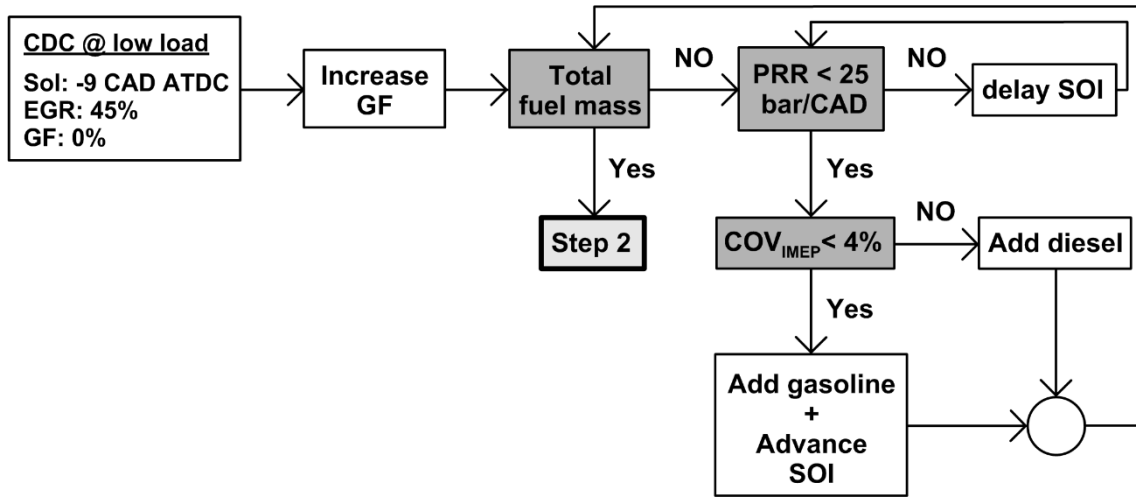 CDC @ low load
SoI: -9 CAD ATDC
EGR: 45%
GF: 0%
Increase
GF
Total
fuel mass
NO
PRR < 25
bar/CAD
NO
delay SOI
Yes
Yes
Step 2
COV_IMEP < 4%
NO
Add diesel
Yes
Add gasoline
+
Advance
SOI